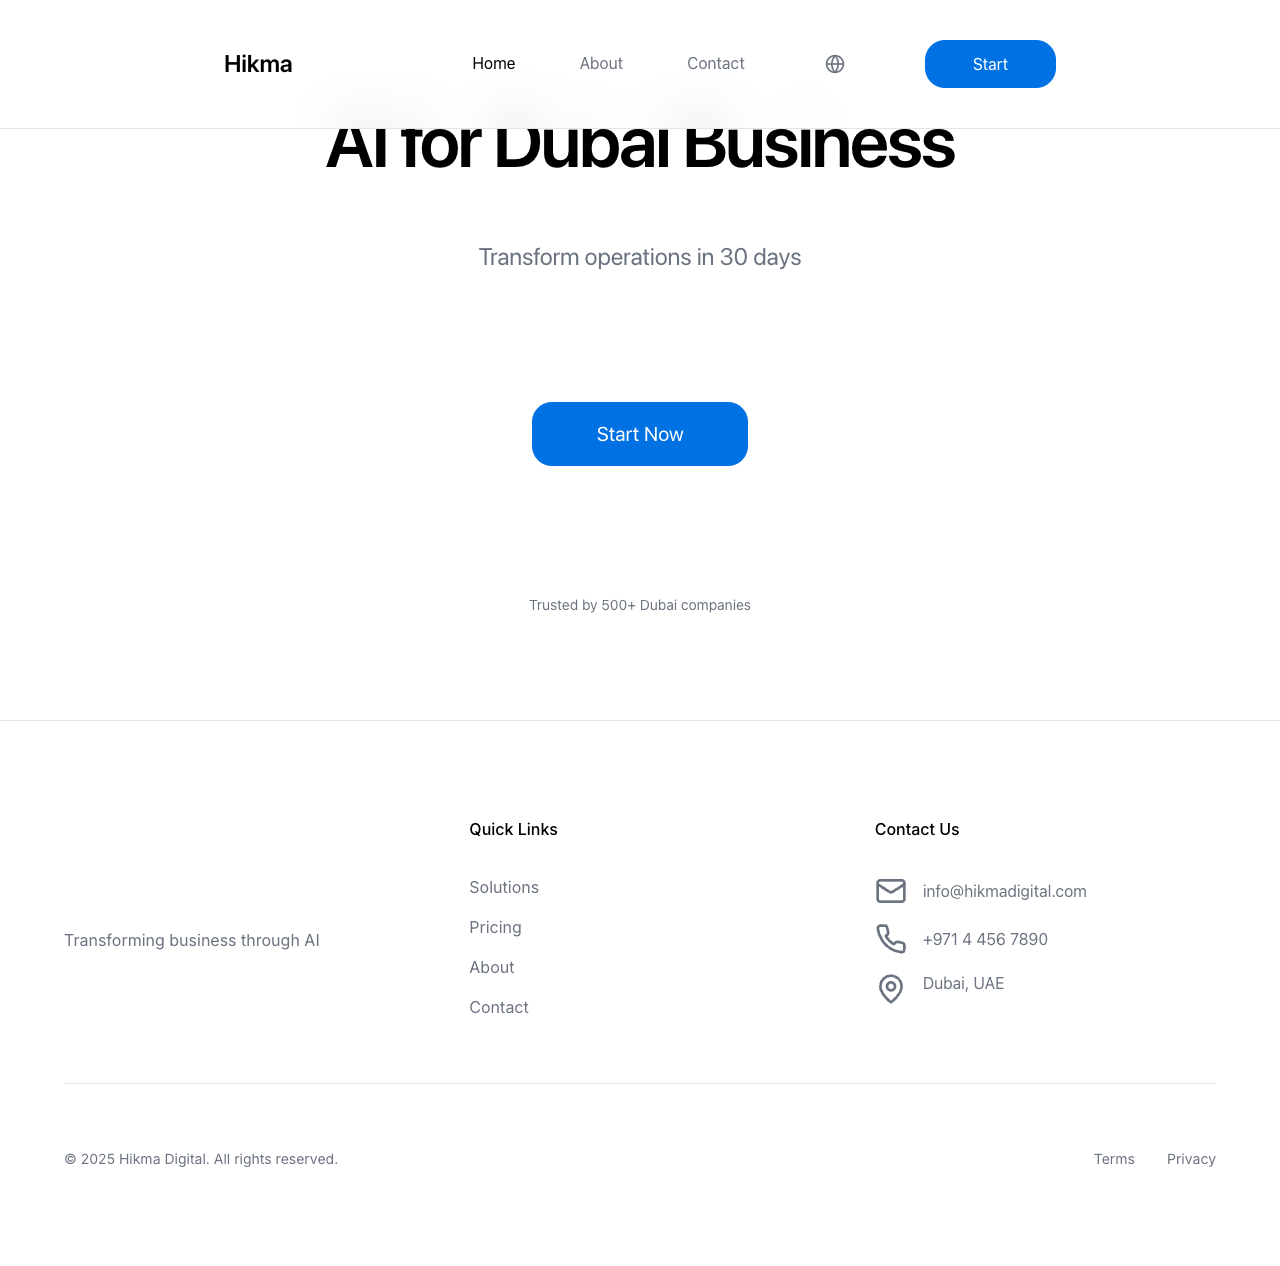 Hikma
Home
About
Contact
Start
AI for Dubai Business
Transform operations in 30 days
Start Now
Trusted by 500+ Dubai companies
Transforming business through AI
Quick Links
Solutions
Pricing
About
Contact
Contact Us
info@hikmadigital.com
+971 4 456 7890
Dubai, UAE
© 2025 Hikma Digital. All rights reserved.
Terms
Privacy